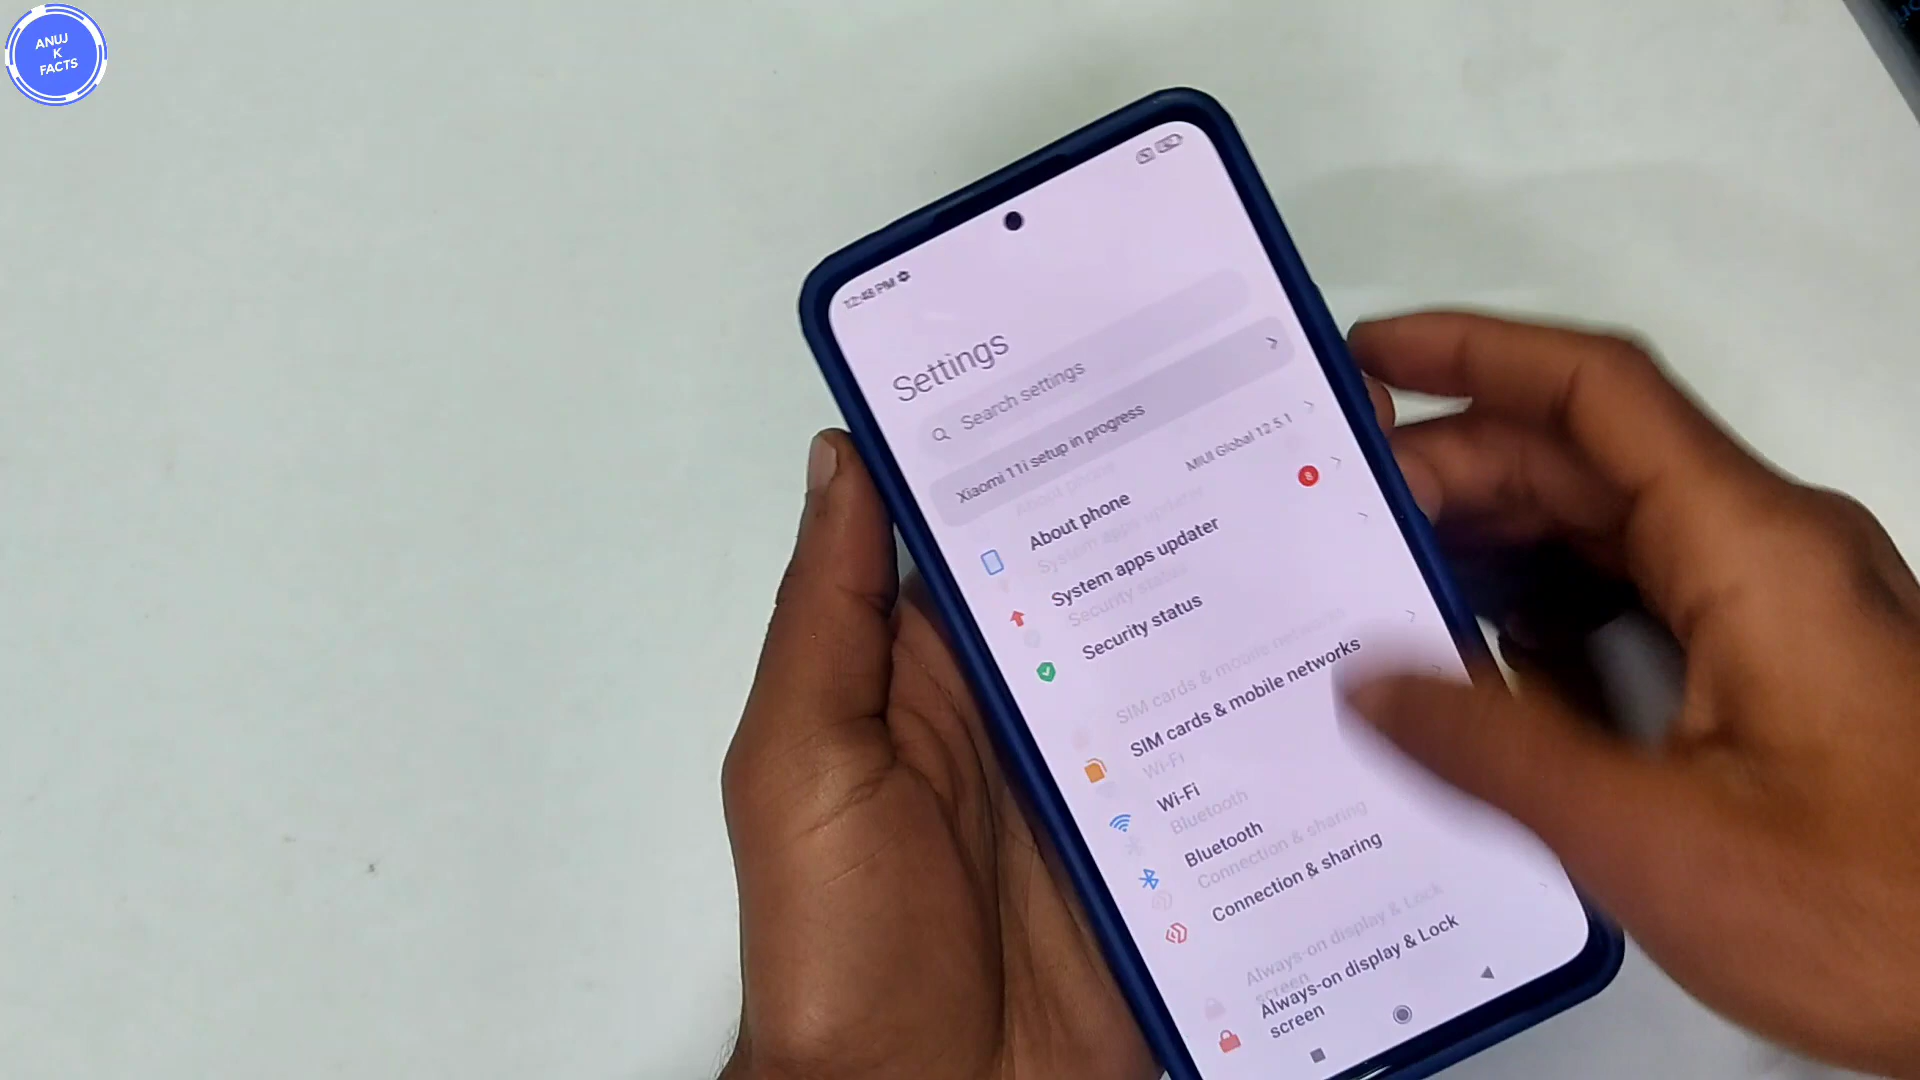 ANUJ
K
FACTS
12:48 PM
Settings
Search settings
Xiaomi 11i setup in progress
About phone
MIUI Global 12.5.1
System apps updater
8
Security status
SIM cards & mobile networks
Wi-Fi
Bluetooth
Connection & sharing
Always-on display & Lock
screen